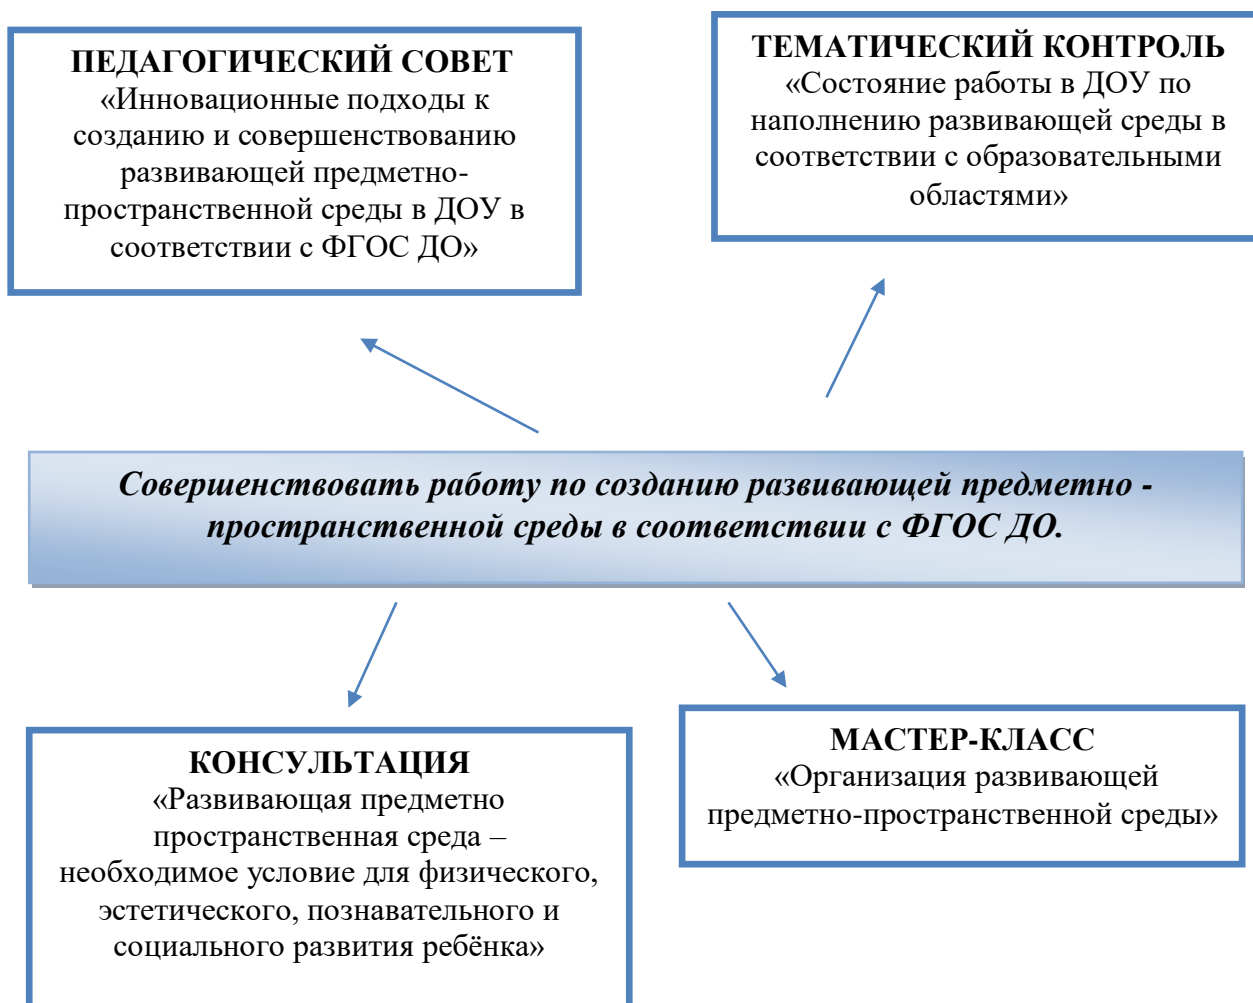 ПЕДАГОГИЧЕСКИЙ СОВЕТ
«Инновационные подходы к
созданию и совершенствованию
развивающей предметно-
пространственной среды в ДОУ в
соответствии с ФГОС ДО»
ТЕМАТИЧЕСКИЙ КОНТРОЛЬ
«Состояние работы в ДОУ по
наполнению развивающей среды в
соответствии с образовательными
областями»
Совершенствовать работу по созданию развивающей предметно -
пространственной среды в соответствии с ФГОС ДО.
КОНСУЛЬТАЦИЯ
«Развивающая предметно
пространственная среда –
необходимое условие для физического,
эстетического, познавательного и
социального развития ребёнка»
МАСТЕР-КЛАСС
«Организация развивающей
предметно-пространственной среды»